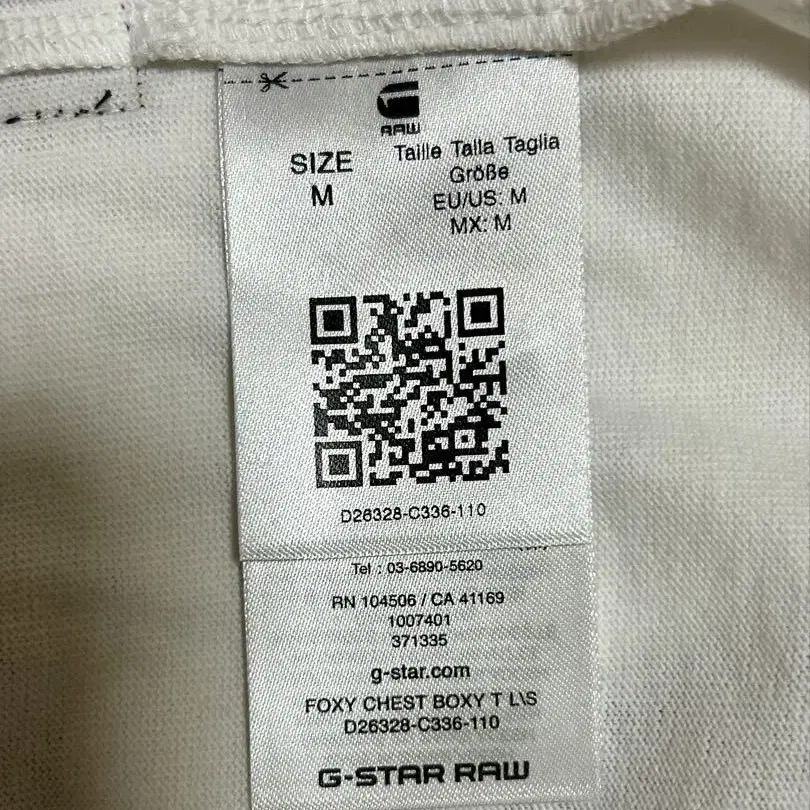 RAW
SIZE
M
Taille Talla Taglia
Größe
EU/US: M
MX: M
D26328-C336-110
Tel : 03-6890-5620
RN 104506 / CA 41169
1007401
371335
g-star.com
FOXY CHEST BOXY T L\S
D26328-C336-110
G-STAR RAW